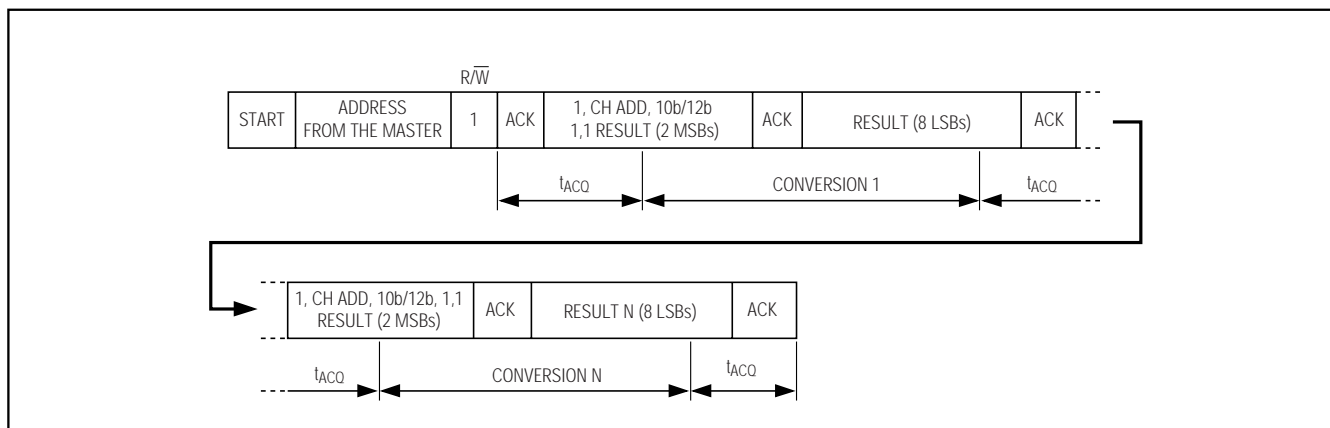 R/W̅
START
ADDRESS
FROM THE MASTER
1
ACK
1, CH ADD, 10b/12b
1,1 RESULT (2 MSBs)
ACK
RESULT (8 LSBs)
ACK
tACQ
CONVERSION 1
tACQ
1, CH ADD, 10b/12b, 1,1
RESULT (2 MSBs)
ACK
RESULT N (8 LSBs)
ACK
tACQ
CONVERSION N
tACQ